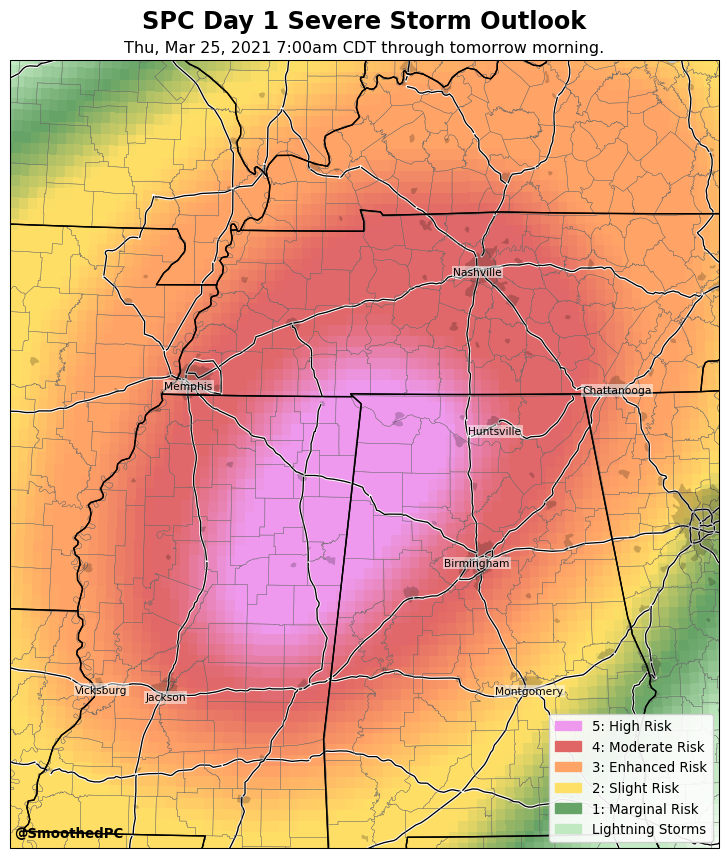 SPC Day 1 Severe Storm Outlook
Thu, Mar 25, 2021 7:00am CDT through tomorrow morning.
Nashville
Memphis
Chattanooga
Huntsville
Birmingham
Vicksburg
Jackson
Montgomery
5: High Risk
4: Moderate Risk
3: Enhanced Risk
2: Slight Risk
1: Marginal Risk
Lightning Storms
@SmoothedPC